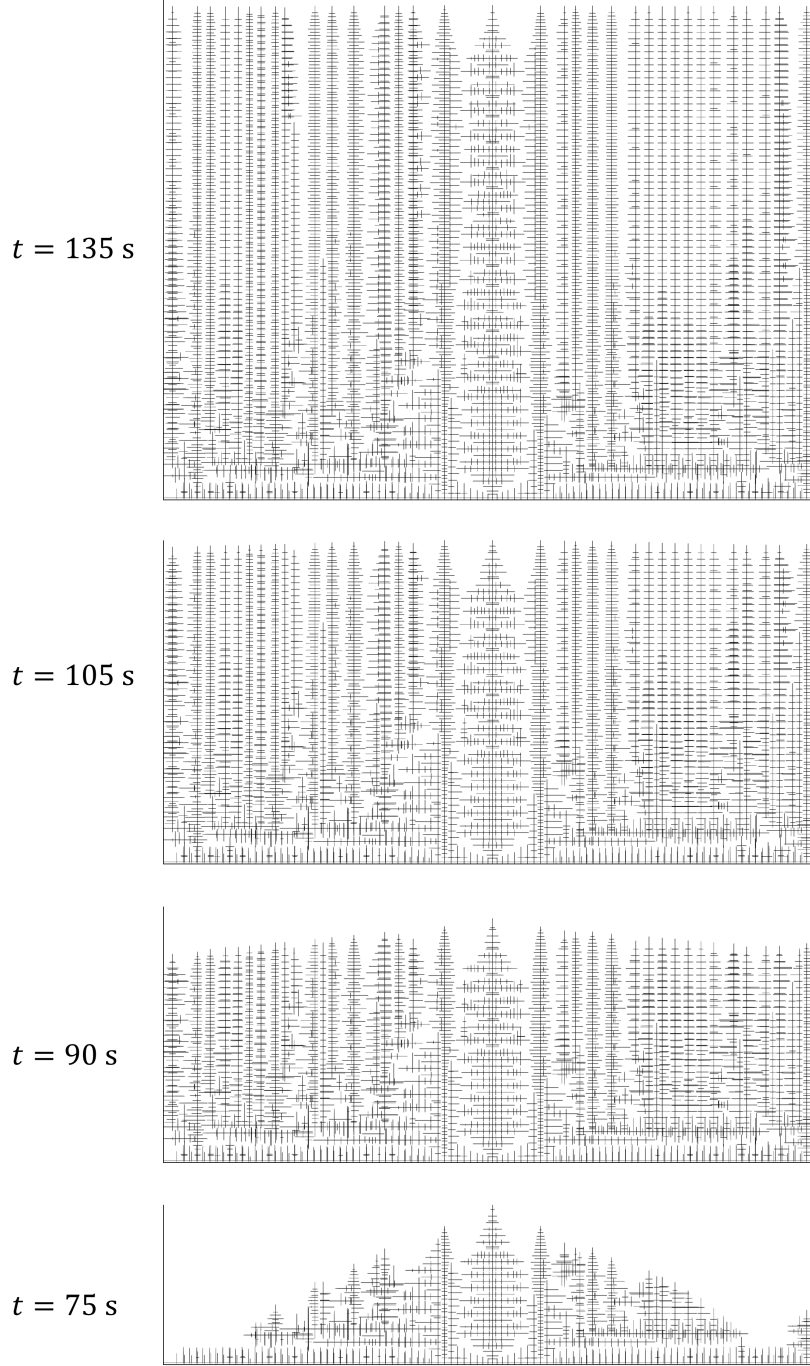 t = 135 s
t = 105 s
t = 90 s
t = 75 s